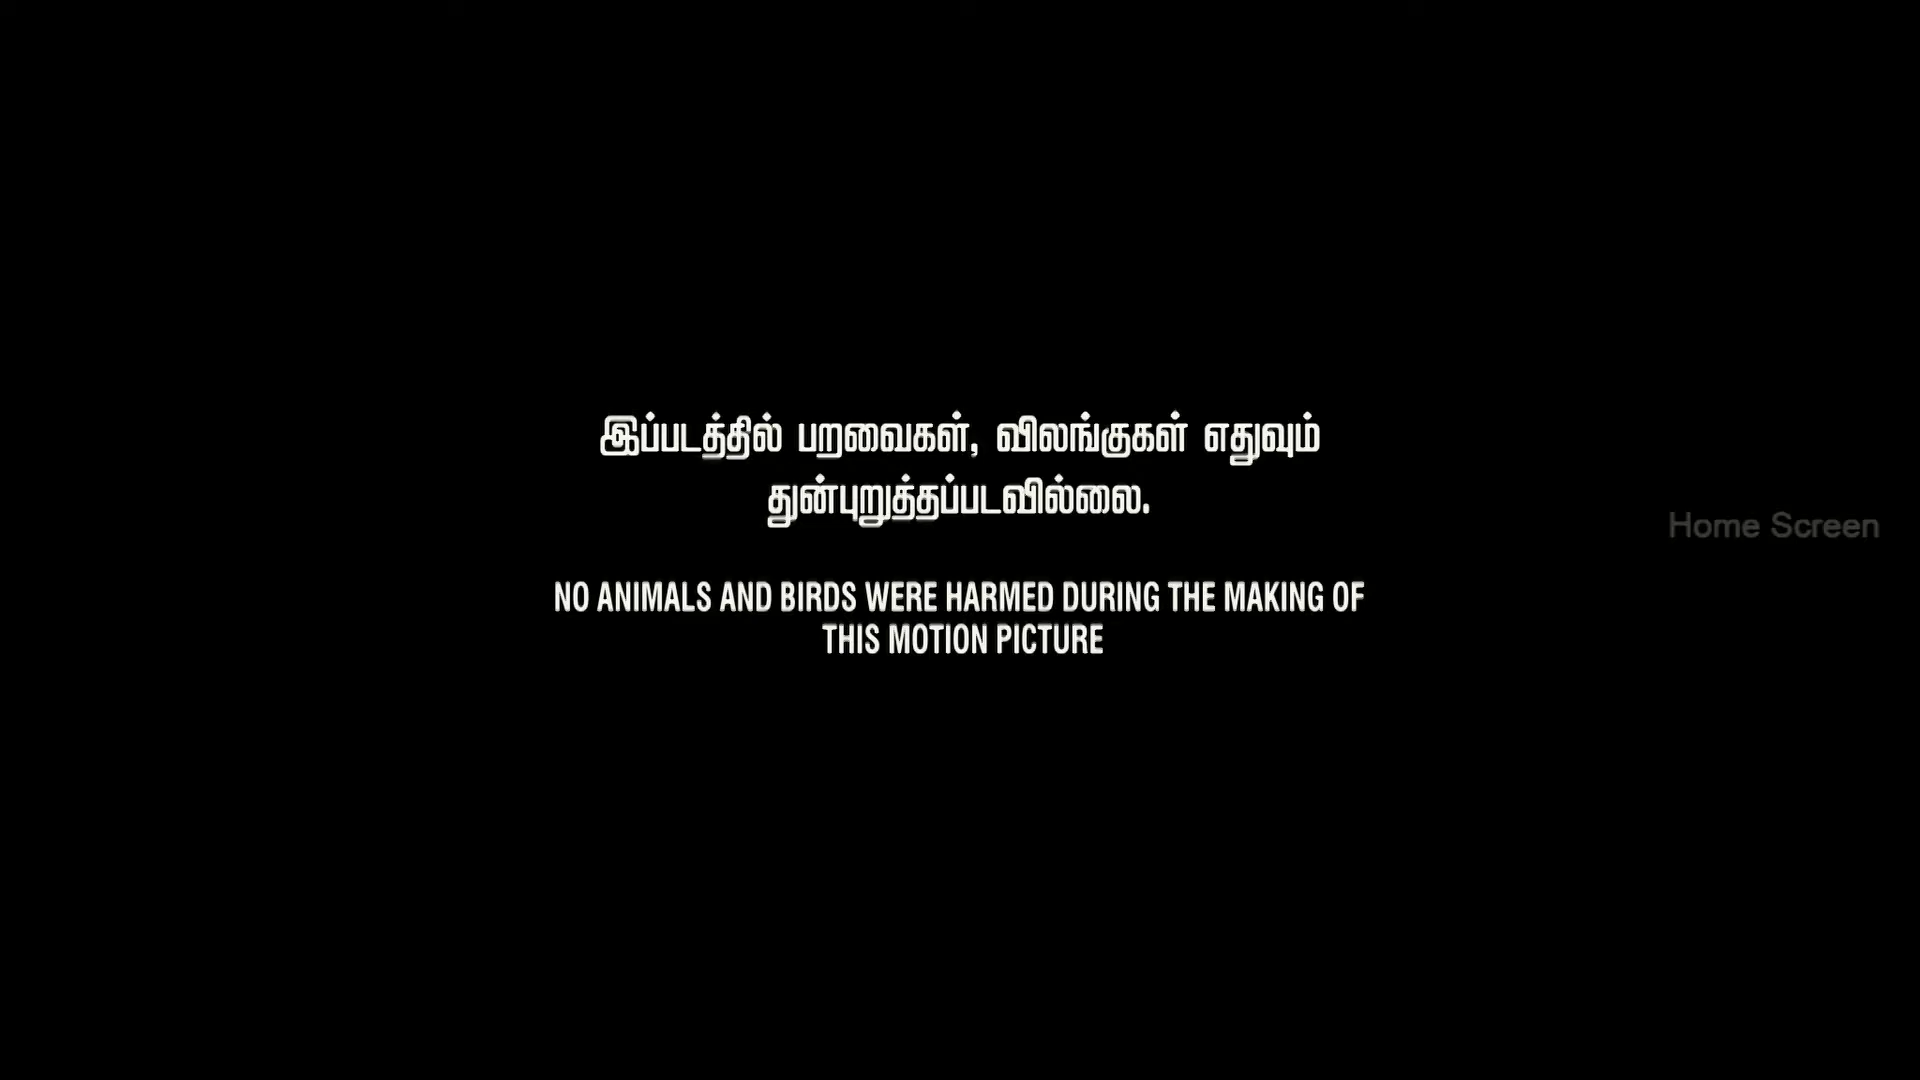 இப்படத்தில் பறவைகள், விலங்குகள் எதுவும்
துன்புறுத்தப்படவில்லை.
Home Screen
NO ANIMALS AND BIRDS WERE HARMED DURING THE MAKING OF
THIS MOTION PICTURE